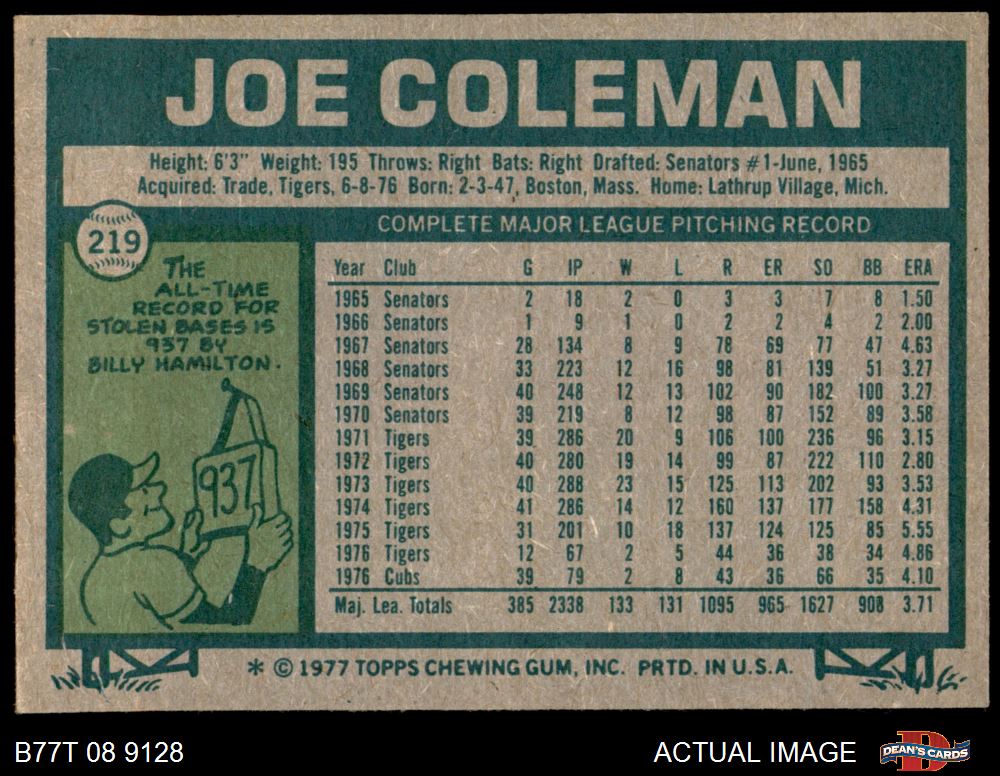 JOE COLEMAN
Height: 6'3" Weight: 195 Throws: Right Bats: Right Drafted: Senators #1-June, 1965
Acquired: Trade, Tigers, 6-8-76 Born: 2-3-47, Boston, Mass. Home: Lathrup Village, Mich.
219
THE
ALL-TIME
RECORD FOR
STOLEN BASES IS
937 BY
BILLY HAMILTON.
937
COMPLETE MAJOR LEAGUE PITCHING RECORD
Year Club G IP W L R ER SO BB ERA
1965 Senators 2 18 2 0 3 3 7 8 1.50
1966 Senators 1 9 1 0 2 2 4 2 2.00
1967 Senators 28 134 8 9 78 69 77 47 4.63
1968 Senators 33 223 12 16 98 81 139 51 3.27
1969 Senators 40 248 12 13 102 90 182 100 3.27
1970 Senators 39 219 8 12 98 87 152 89 3.58
1971 Tigers 39 286 20 9 106 100 236 96 3.15
1972 Tigers 40 280 19 14 99 87 222 110 2.80
1973 Tigers 40 288 23 15 125 113 202 93 3.53
1974 Tigers 41 286 14 12 160 137 177 158 4.31
1975 Tigers 31 201 10 18 137 124 125 85 5.55
1976 Tigers 12 67 2 5 44 36 38 34 4.86
1976 Cubs 39 79 2 8 43 36 66 35 4.10
Maj. Lea. Totals 385 2338 133 131 1095 965 1627 908 3.71
* © 1977 TOPPS CHEWING GUM, INC. PRTD. IN U.S.A.
B77T 08 9128
ACTUAL IMAGE
DEAN'S CARDS